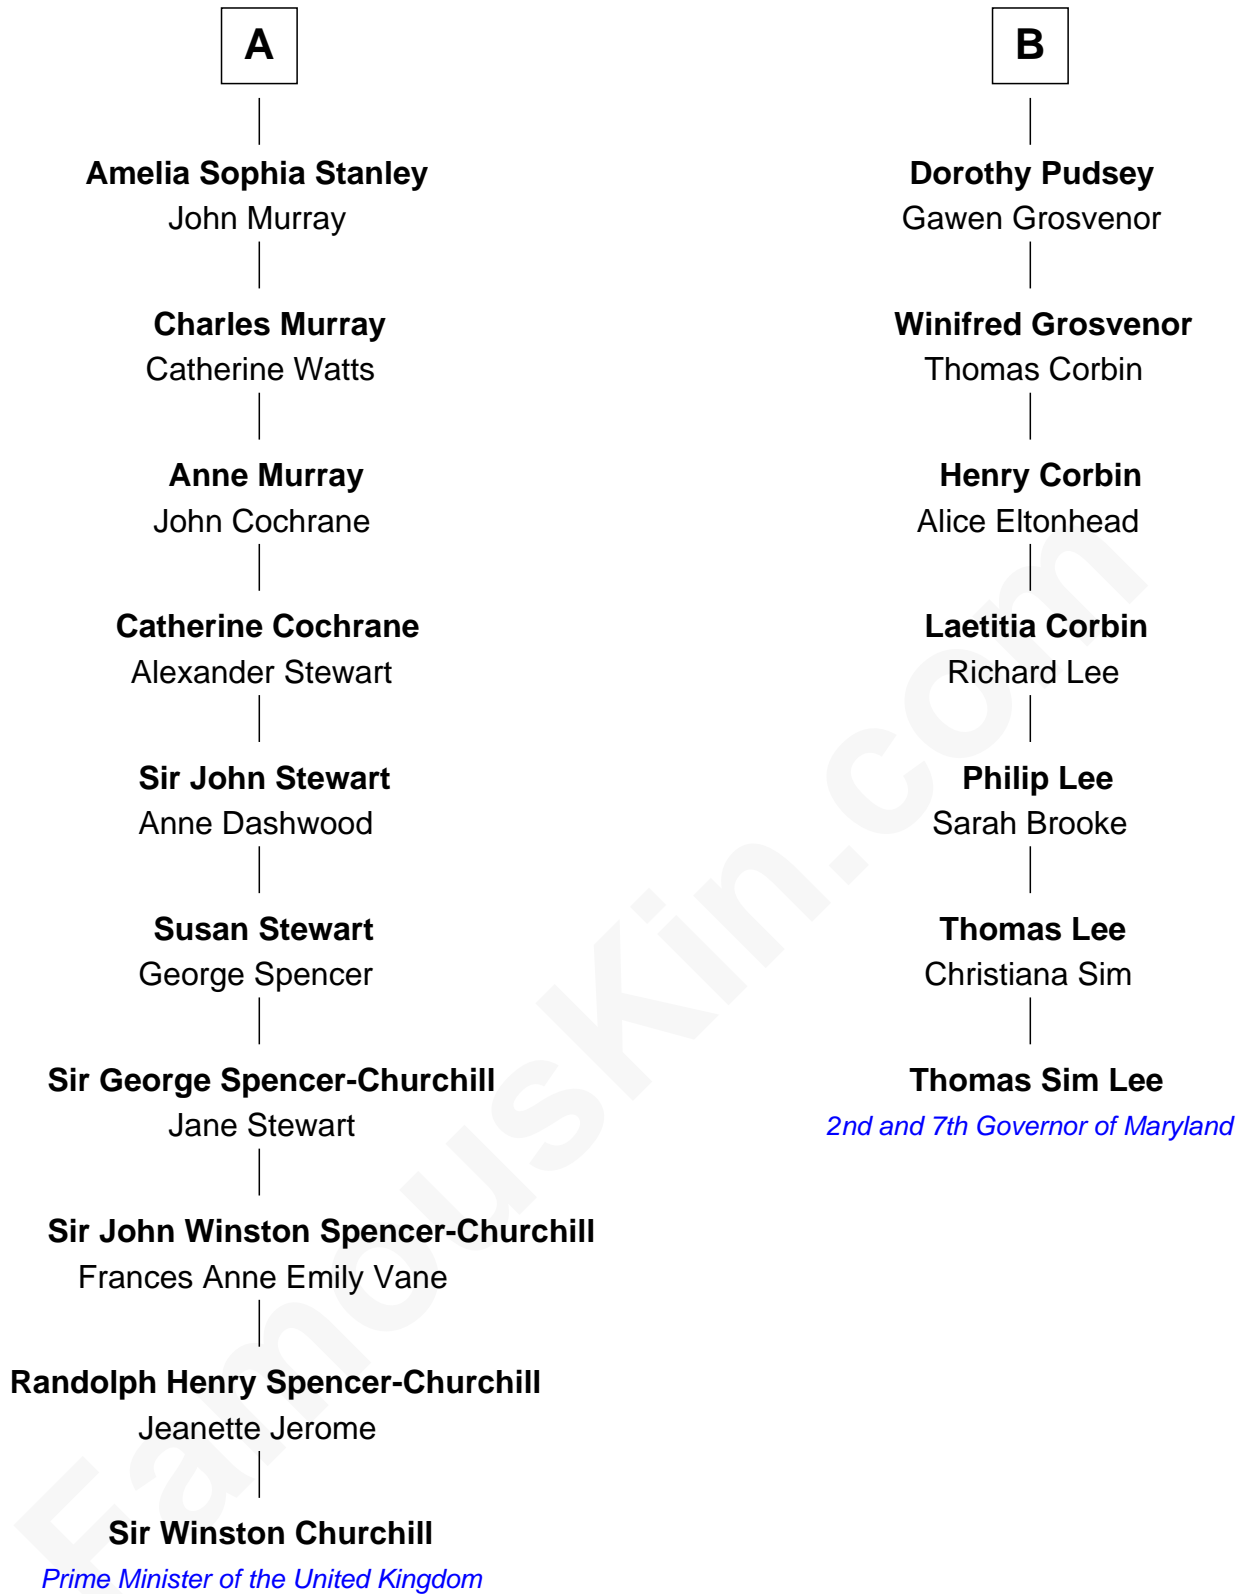 A
Amelia Sophia Stanley
John Murray
Charles Murray
Catherine Watts
Anne Murray
John Cochrane
Catherine Cochrane
Alexander Stewart
Sir John Stewart
Anne Dashwood
Susan Stewart
George Spencer
Sir George Spencer-Churchill
Jane Stewart
Sir John Winston Spencer-Churchill
Frances Anne Emily Vane
Randolph Henry Spencer-Churchill
Jeanette Jerome
Sir Winston Churchill
Prime Minister of the United Kingdom
B
Dorothy Pudsey
Gawen Grosvenor
Winifred Grosvenor
Thomas Corbin
Henry Corbin
Alice Eltonhead
Laetitia Corbin
Richard Lee
Philip Lee
Sarah Brooke
Thomas Lee
Christiana Sim
Thomas Sim Lee
2nd and 7th Governor of Maryland
FamousKin.com